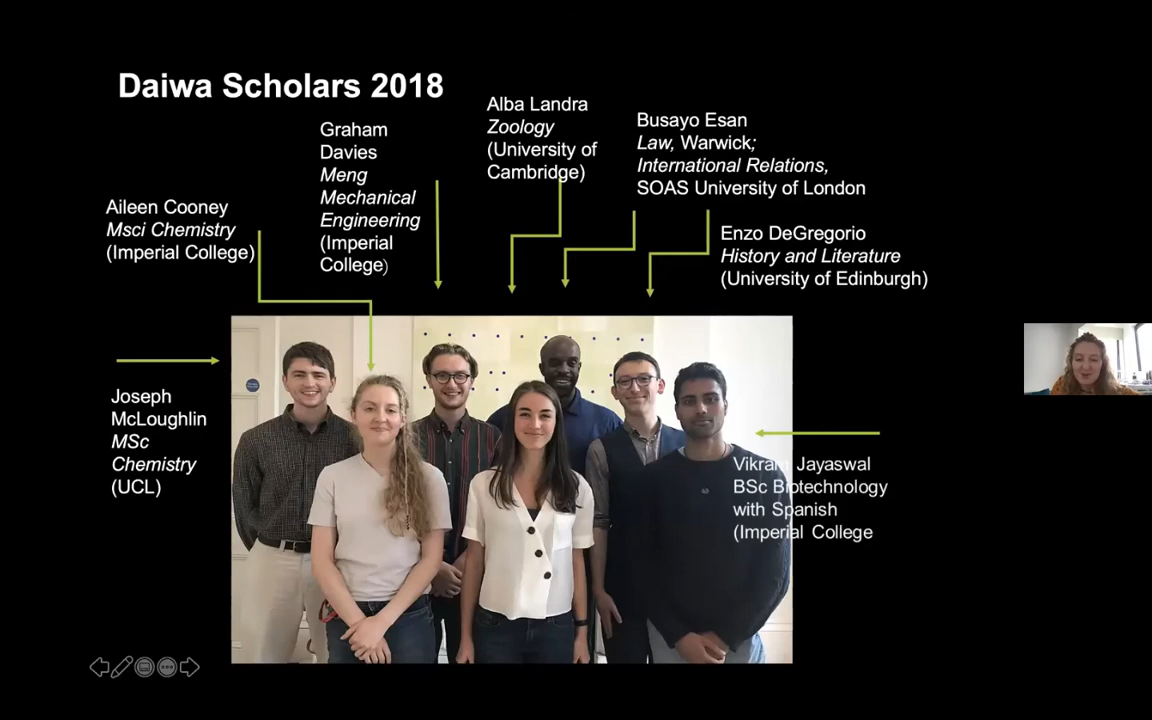 Daiwa Scholars 2018
Alba Landra
Zoology
(University of
Cambridge)
Busayo Esan
Law, Warwick;
International Relations,
SOAS University of London
Graham
Davies
Meng
Mechanical
Engineering
(Imperial
College)
Aileen Cooney
Msci Chemistry
(Imperial College)
Enzo DeGregorio
History and Literature
(University of Edinburgh)
Joseph
McLoughlin
MSc
Chemistry
(UCL)
Vikram Jayaswal
BSc Biotechnology
with Spanish
(Imperial College